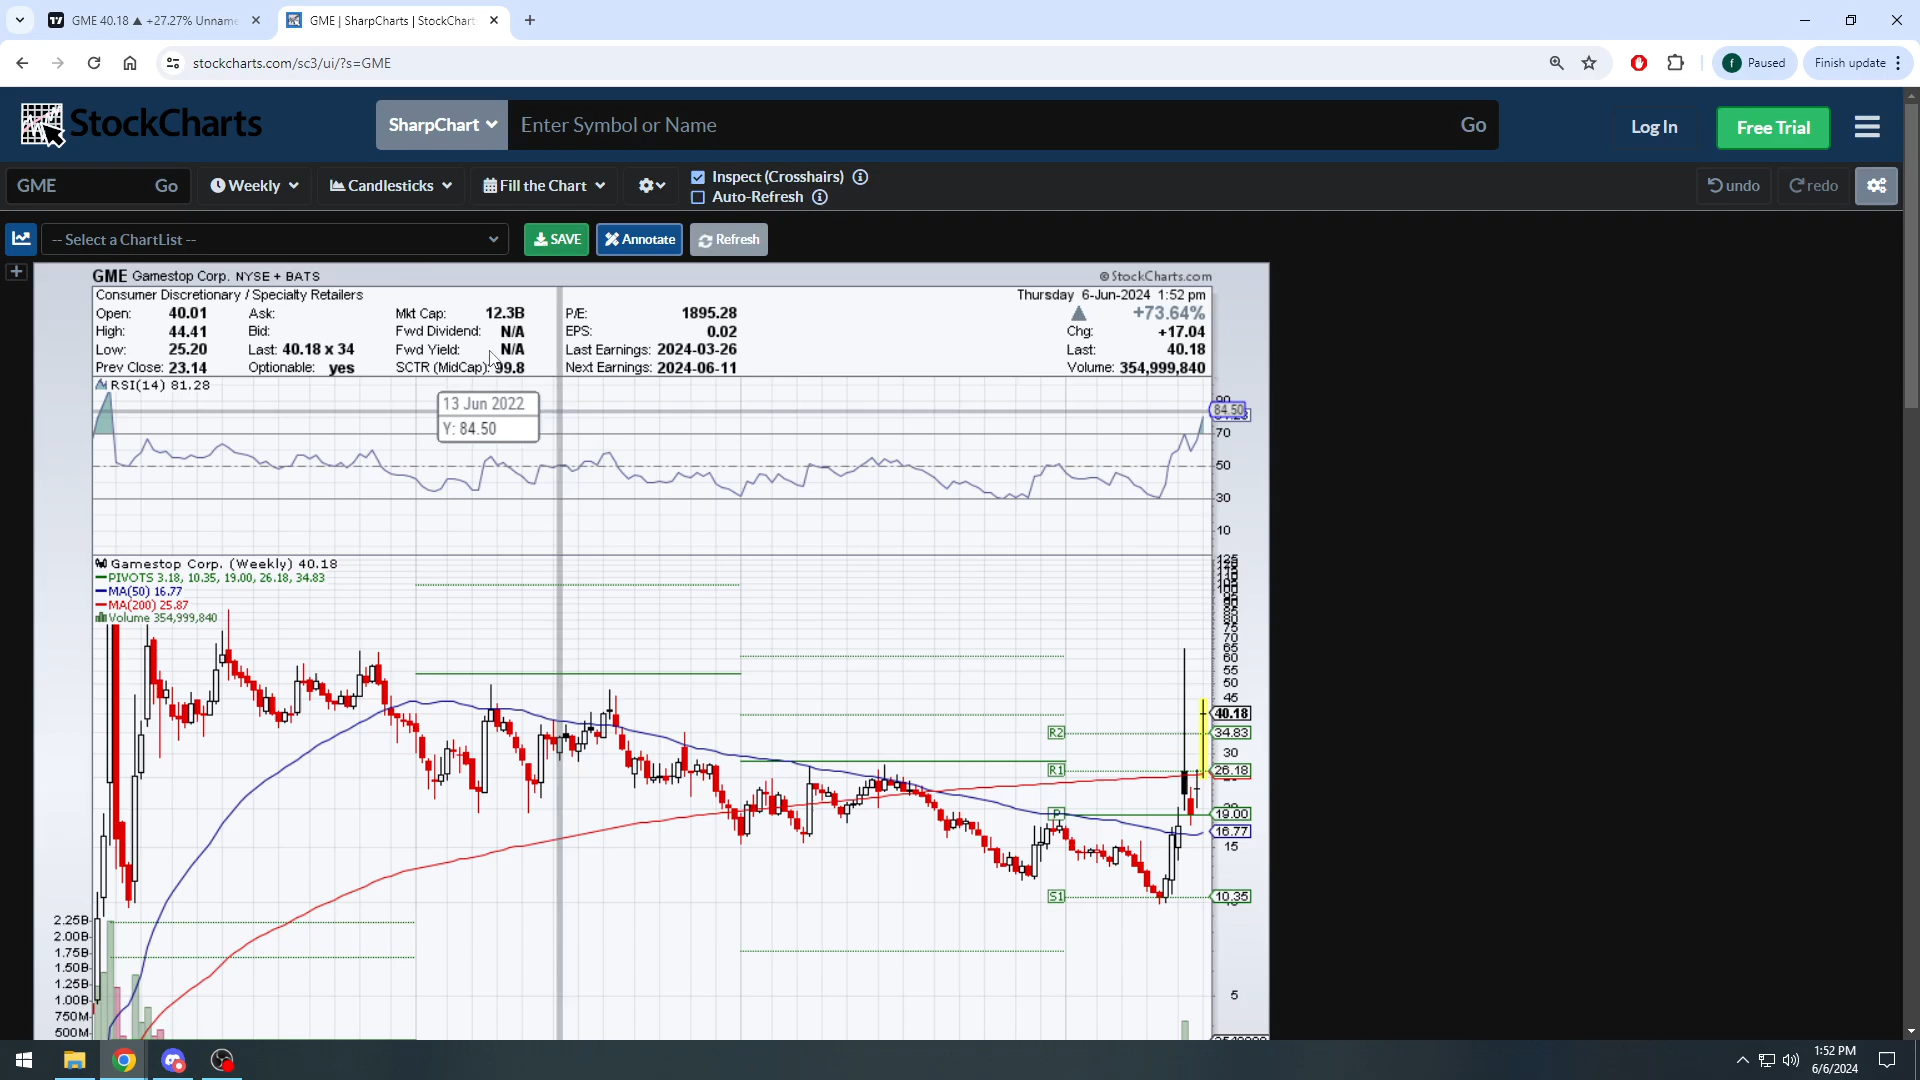 GME 40.18 ▲ +27.27% Unname
GME | SharpCharts | StockChart
stockcharts.com/sc3/ui/?s=GME
f Paused
Finish update
StockCharts
SharpChart
Enter Symbol or Name
Go
Log In
Free Trial
GME
Go
Weekly
Candlesticks
Fill the Chart
Inspect (Crosshairs)
Auto-Refresh
undo
redo
-- Select a ChartList --
SAVE
Annotate
Refresh
GME Gamestop Corp. NYSE + BATS
© StockCharts.com
Consumer Discretionary / Specialty Retailers
Thursday 6-Jun-2024 1:52 pm
Open: 40.01 Ask: Mkt Cap: 12.3B P/E: 1895.28 ▲ +73.64%
High: 44.41 Bid: Fwd Dividend: N/A EPS: 0.02 Chg: +17.04
Low: 25.20 Last: 40.18 x 34 Fwd Yield: N/A Last Earnings: 2024-03-26 Last: 40.18
Prev Close: 23.14 Optionable: yes SCTR (MidCap): 99.8 Next Earnings: 2024-06-11 Volume: 354,999,840
RSI(14) 81.28
13 Jun 2022
Y: 84.50
90
84.50
70
50
30
10
Gamestop Corp. (Weekly) 40.18
PIVOTS 3.18, 10.35, 19.00, 26.18, 34.83
MA(50) 16.77
MA(200) 25.87
Volume 354,999,840
125
75
70
65
60
55
50
45
40.18
R2
34.83
30
R1
26.18
P
19.00
16.77
15
S1
10.35
5
2.25B
2.00B
1.75B
1.50B
1.25B
1.00B
750M
500M
1:52 PM
6/6/2024